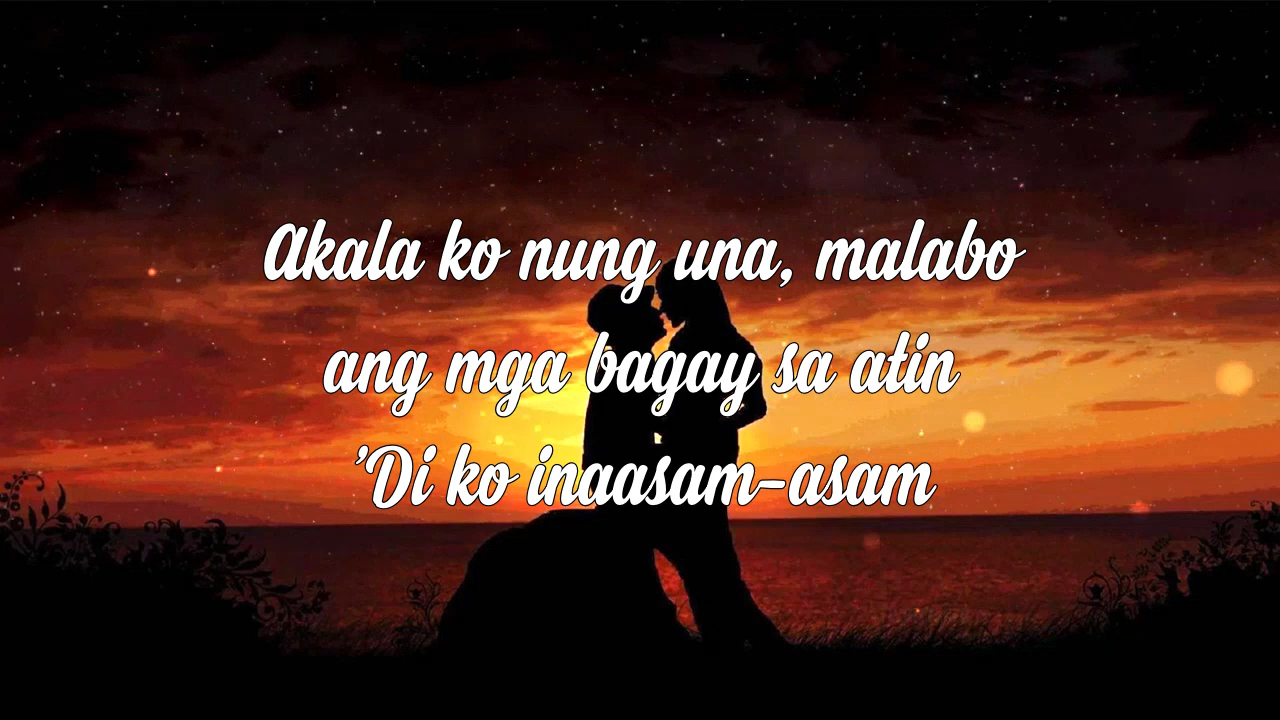 Akala ko nung una, malabo
ang mga bagay sa atin
'Di ko inaasam-asam